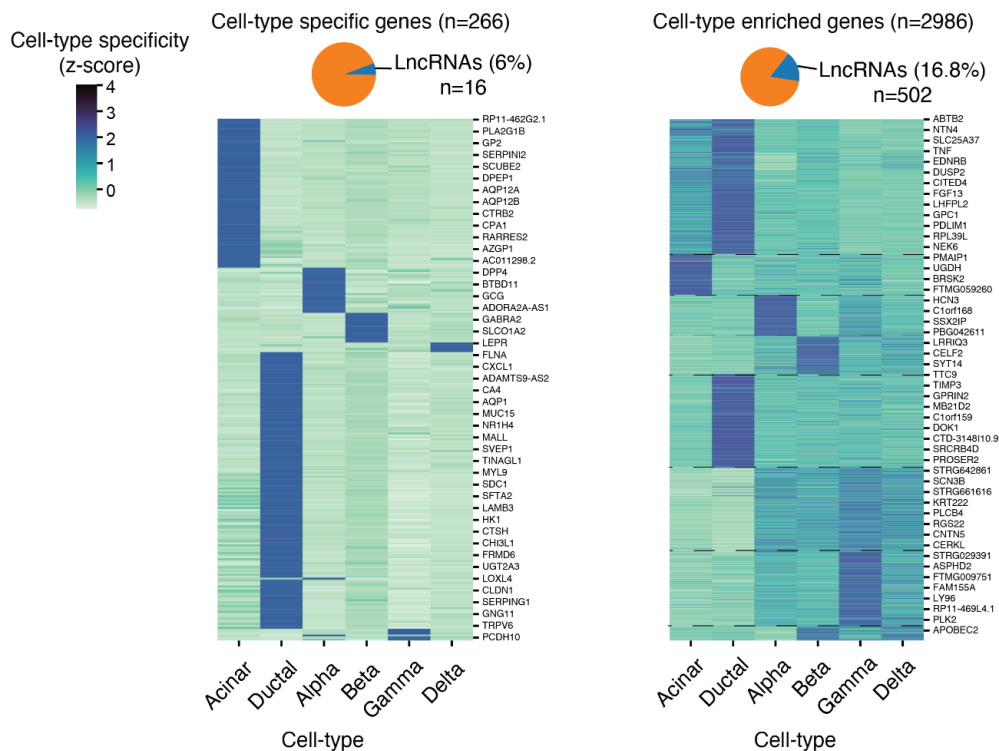 Cell-type specificity
(z-score)
4
3
2
1
0
Cell-type specific genes (n=266)
LncRNAs (6%)
n=16
RP11-462G2.1
PLA2G1B
GP2
SERPINI2
SCUBE2
DPEP1
AQP12A
AQP12B
CTRB2
CPA1
RARRES2
AZGP1
AC011298.2
DPP4
BTBD11
GCG
ADORA2A-AS1
GABRA2
SLCO1A2
LEPR
FLNA
CXCL1
ADAMTS9-AS2
CA4
AQP1
MUC15
NR1H4
MALL
SVEP1
TINAGL1
MYL9
SDC1
SFTA2
LAMB3
HK1
CTSH
CHI3L1
FRMD6
UGT2A3
LOXL4
CLDN1
SERPING1
GNG11
TRPV6
PCDH10
Acinar
Ductal
Alpha
Beta
Gamma
Delta
Cell-type
Cell-type enriched genes (n=2986)
LncRNAs (16.8%)
n=502
ABTB2
NTN4
SLC25A37
TNF
EDNRB
DUSP2
CITED4
FGF13
LHFPL2
GPC1
PDLIM1
RPL39L
NEK6
PMAIP1
UGDH
BRSK2
FTMG059260
HCN3
C1orf168
SSX2IP
PBG042611
LRRIQ3
CELF2
SYT14
TTC9
TIMP3
GPRIN2
MB21D2
C1orf159
DOK1
CTD-3148I10.9
SRCRB4D
PROSER2
STRG642861
SCN3B
STRG661616
KRT222
PLCB4
RGS22
CNTN5
CERKL
STRG029391
ASPHD2
FTMG009751
FAM155A
LY96
RP11-469L4.1
PLK2
APOBEC2
Acinar
Ductal
Alpha
Beta
Gamma
Delta
Cell-type